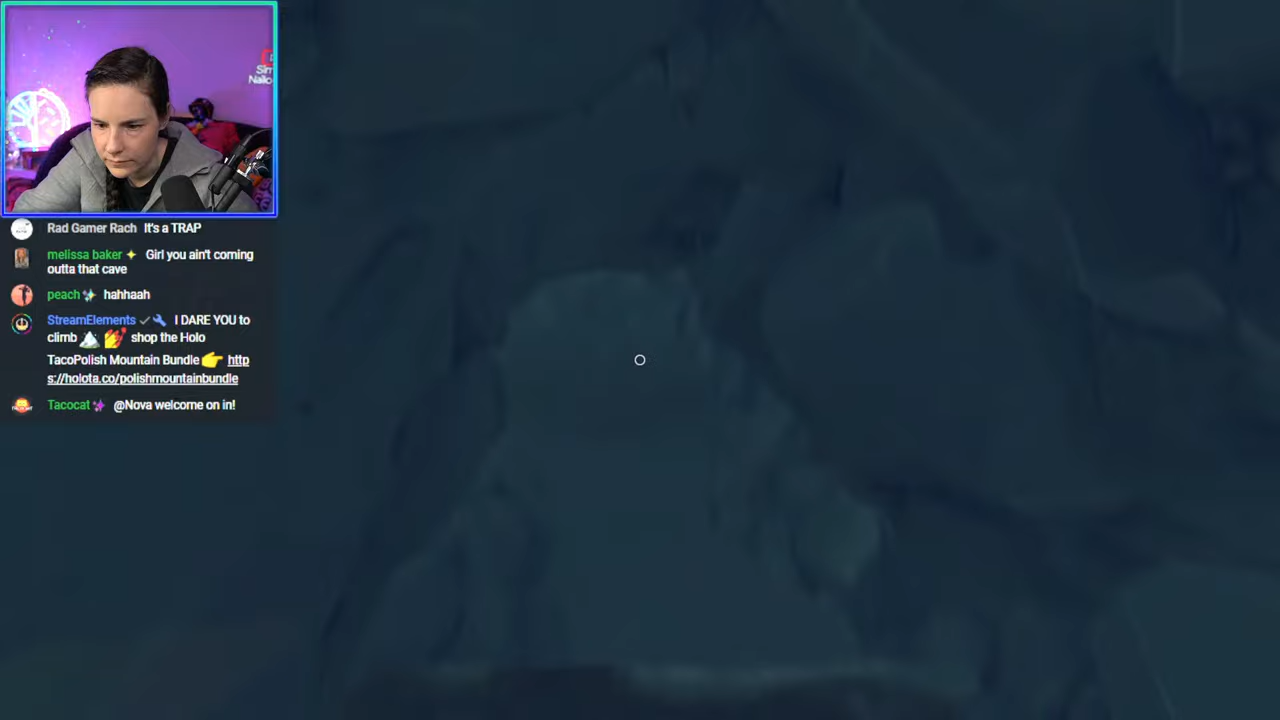 Rad Gamer Rach It's a TRAP
melissa baker Girl you ain't coming
outta that cave
peach hahhaah
StreamElements I DARE YOU to
climb shop the Holo
TacoPolish Mountain Bundle http
s://holota.co/polishmountainbundle
Tacocat @Nova welcome on in!